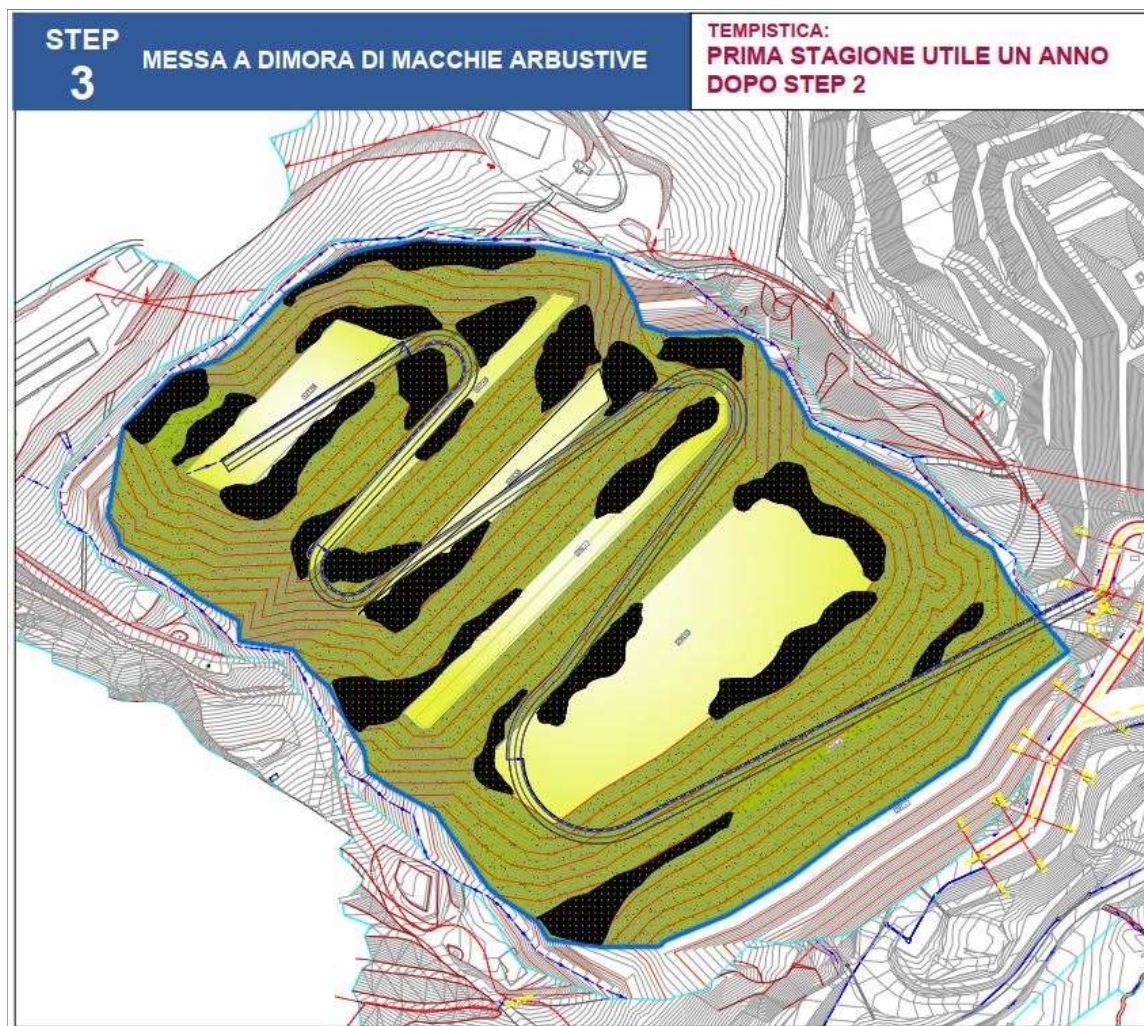 STEP
3
MESSA A DIMORA DI MACCHIE ARBUSTIVE
TEMPISTICA:
PRIMA STAGIONE UTILE UN ANNO
DOPO STEP 2